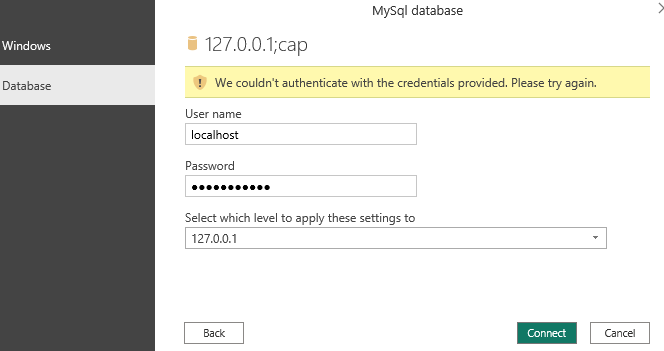 MySql database
Windows
Database
127.0.0.1;cap
We couldn't authenticate with the credentials provided. Please try again.
User name
localhost
Password
●●●●●●●●●●●
Select which level to apply these settings to
127.0.0.1
Back
Connect
Cancel